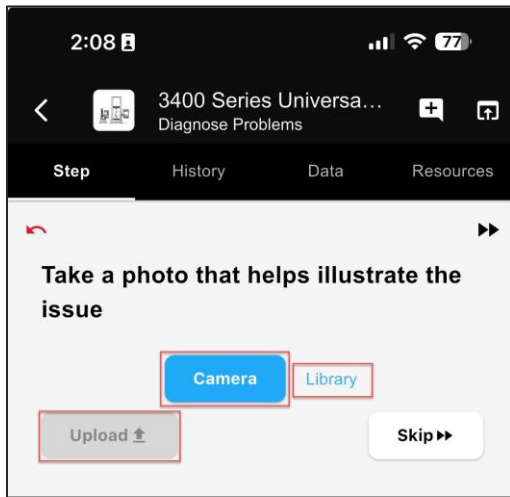 2:08
77
3400 Series Universa...
Diagnose Problems
Step History Data Resources
Take a photo that helps illustrate the
issue
Camera Library
Upload Skip